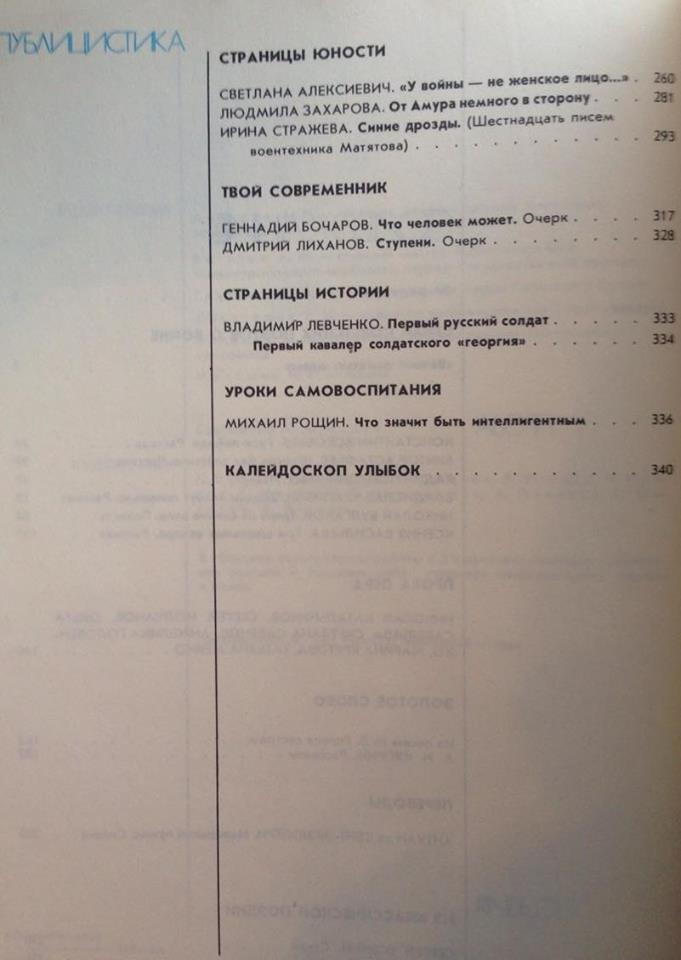 ПУБЛИЦИСТИКА
СТРАНИЦЫ ЮНОСТИ
СВЕТЛАНА АЛЕКСИЕВИЧ. «У войны — не женское лицо...» . 260
ЛЮДМИЛА ЗАХАРОВА. От Амура немного в сторону . . . 281
ИРИНА СТРАЖЕВА. Синие дрозды. (Шестнадцать писем
воентехника Матятова) . . . . . . . . . . . 293
ТВОЙ СОВРЕМЕННИК
ГЕННАДИЙ БОЧАРОВ. Что человек может. Очерк . . . . 317
ДМИТРИЙ ЛИХАНОВ. Ступени. Очерк . . . . . . . . 328
СТРАНИЦЫ ИСТОРИИ
ВЛАДИМИР ЛЕВЧЕНКО. Первый русский солдат . . . . . 333
Первый кавалер солдатского «георгия» . . . . . . 334
УРОКИ САМОВОСПИТАНИЯ
МИХАИЛ РОЩИН. Что значит быть интеллигентным . . . 336
КАЛЕЙДОСКОП УЛЫБОК . . . . . . . . . . 340